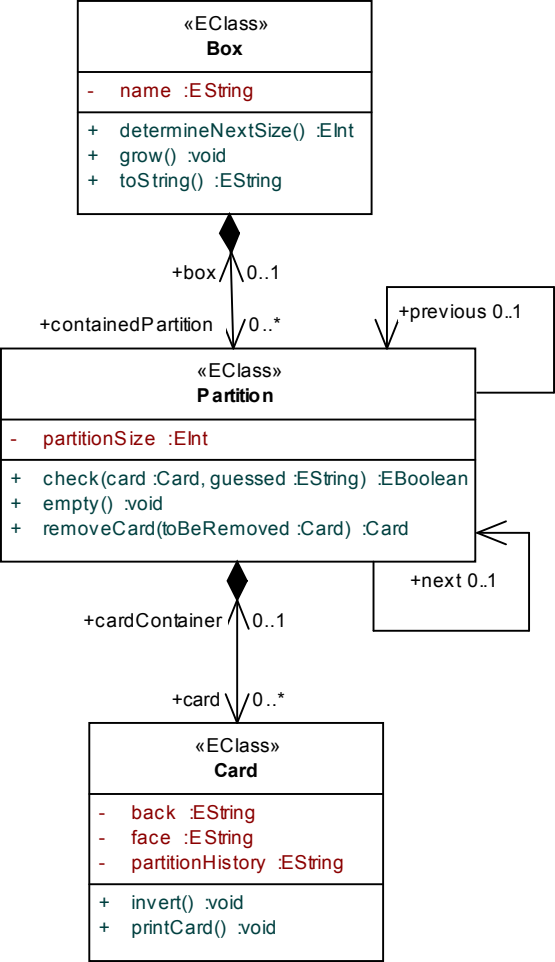 «EClass»
Box
- name :EString
+ determineNextSize() :EInt
+ grow() :void
+ toString() :EString
+box 0..1
+containedPartition 0..*
+previous 0..1
«EClass»
Partition
- partitionSize :EInt
+ check(card :Card, guessed :EString) :EBoolean
+ empty() :void
+ removeCard(toBeRemoved :Card) :Card
+next 0..1
+cardContainer 0..1
+card 0..*
«EClass»
Card
- back :EString
- face :EString
- partitionHistory :EString
+ invert() :void
+ printCard() :void